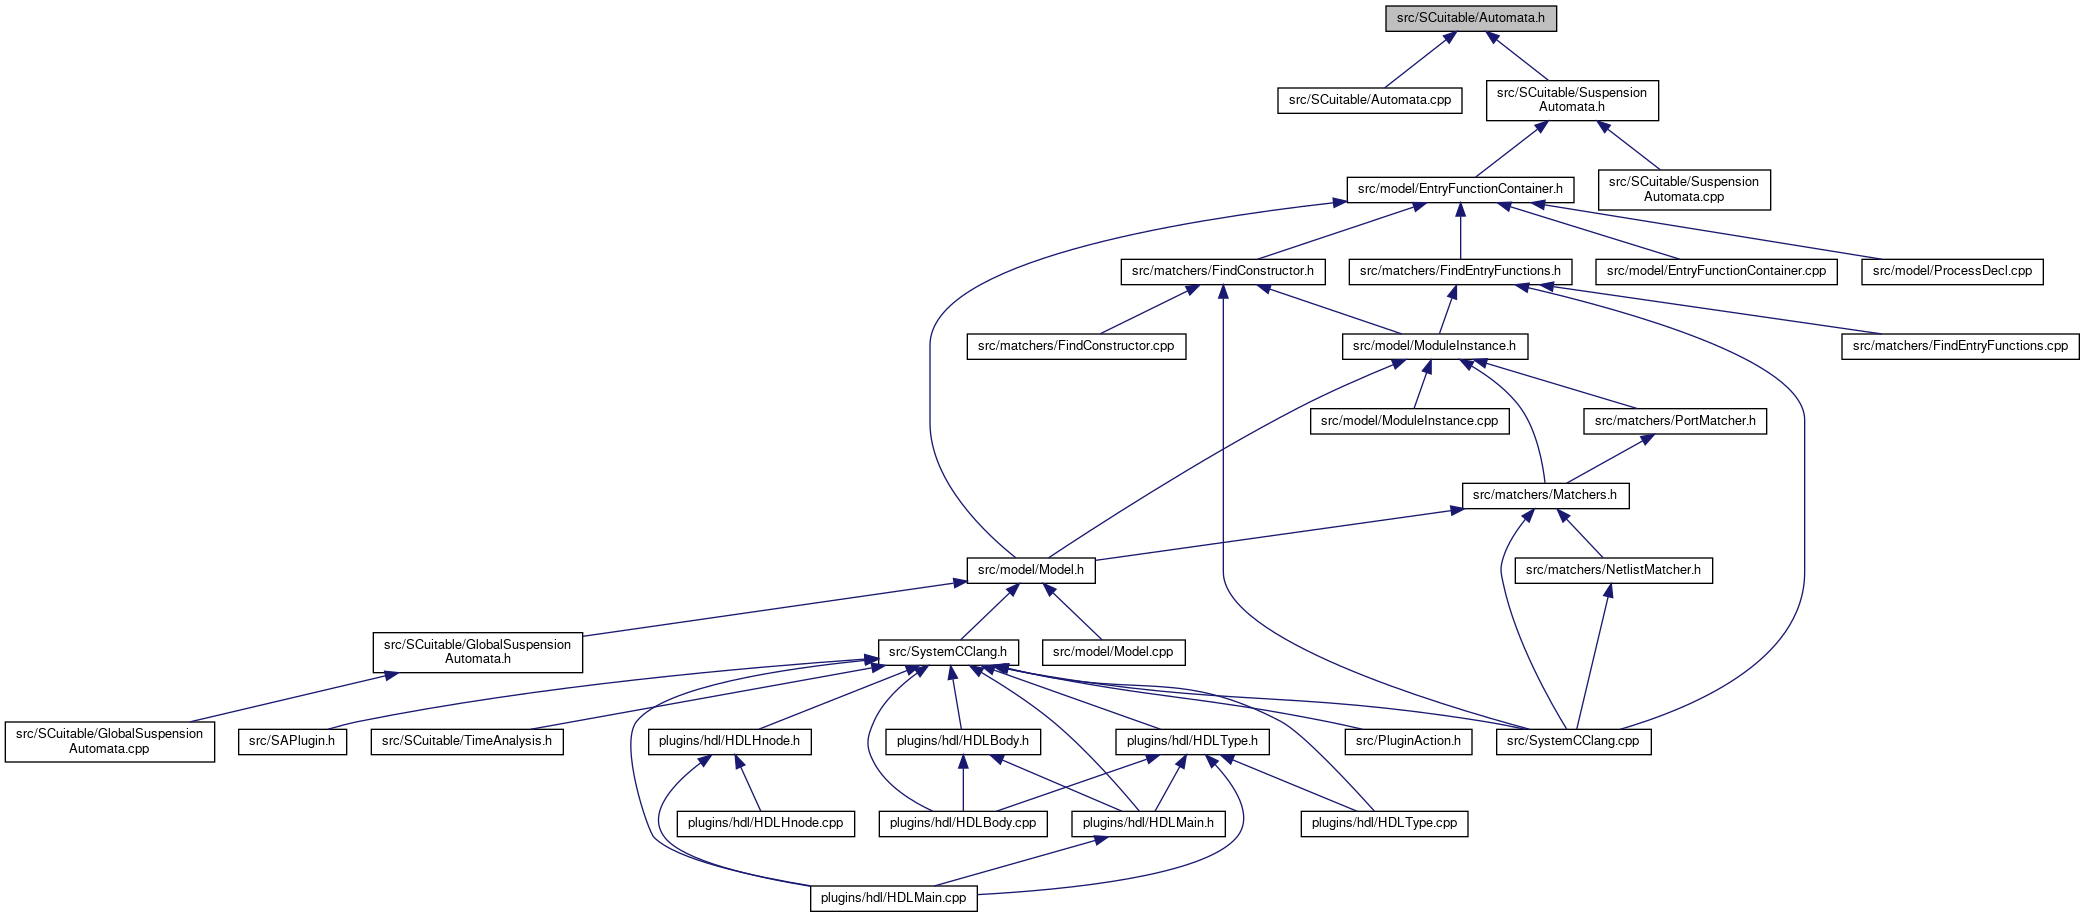 src/SCuitable/Automata.h
src/SCuitable/Automata.cpp
src/SCuitable/Suspension
Automata.h
src/model/EntryFunctionContainer.h
src/SCuitable/Suspension
Automata.cpp
src/matchers/FindConstructor.h
src/matchers/FindEntryFunctions.h
src/model/EntryFunctionContainer.cpp
src/model/ProcessDecl.cpp
src/matchers/FindConstructor.cpp
src/model/ModuleInstance.h
src/matchers/FindEntryFunctions.cpp
src/model/ModuleInstance.cpp
src/matchers/PortMatcher.h
src/matchers/Matchers.h
src/model/Model.h
src/matchers/NetlistMatcher.h
src/SCuitable/GlobalSuspension
Automata.h
src/SystemCClang.h
src/model/Model.cpp
src/SCuitable/GlobalSuspension
Automata.cpp
src/SAPlugin.h
src/SCuitable/TimeAnalysis.h
plugins/hdl/HDLHnode.h
plugins/hdl/HDLBody.h
plugins/hdl/HDLType.h
src/PluginAction.h
src/SystemCClang.cpp
plugins/hdl/HDLHnode.cpp
plugins/hdl/HDLBody.cpp
plugins/hdl/HDLMain.h
plugins/hdl/HDLType.cpp
plugins/hdl/HDLMain.cpp